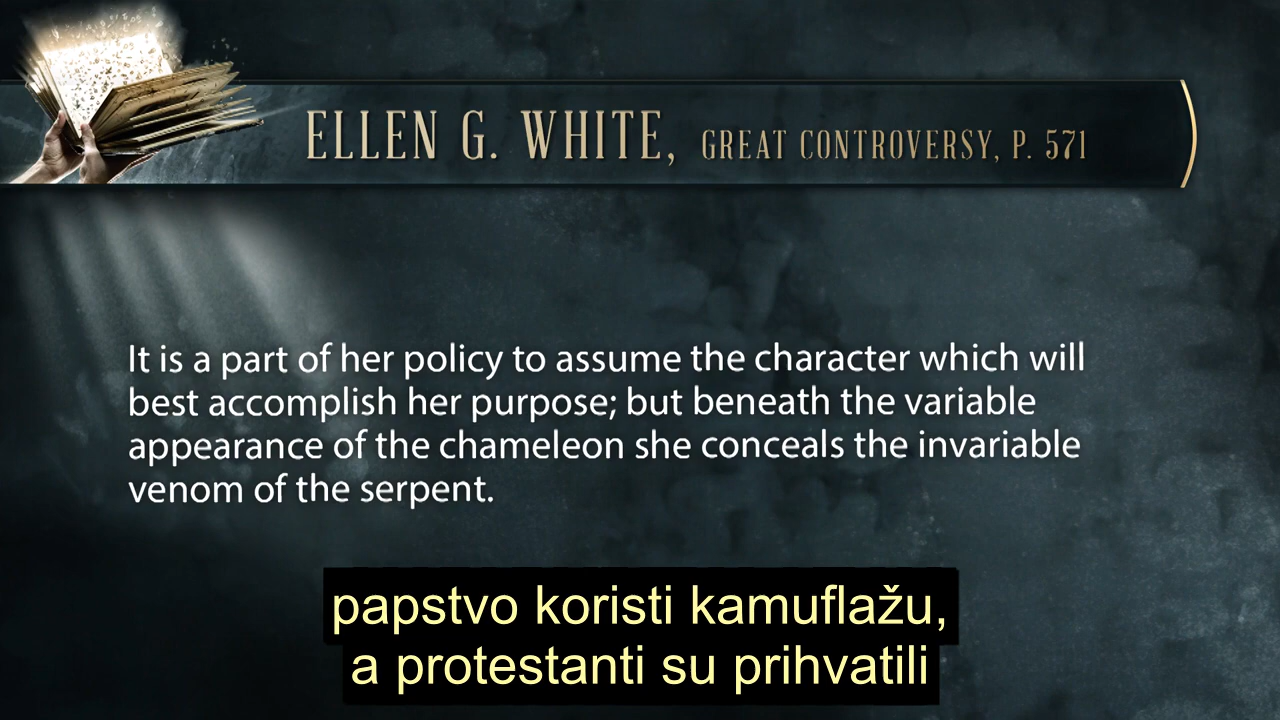 ELLEN G. WHITE, GREAT CONTROVERSY, P. 571
It is a part of her policy to assume the character which will
best accomplish her purpose; but beneath the variable
appearance of the chameleon she conceals the invariable
venom of the serpent.
papstvo koristi kamuflažu,
a protestanti su prihvatili